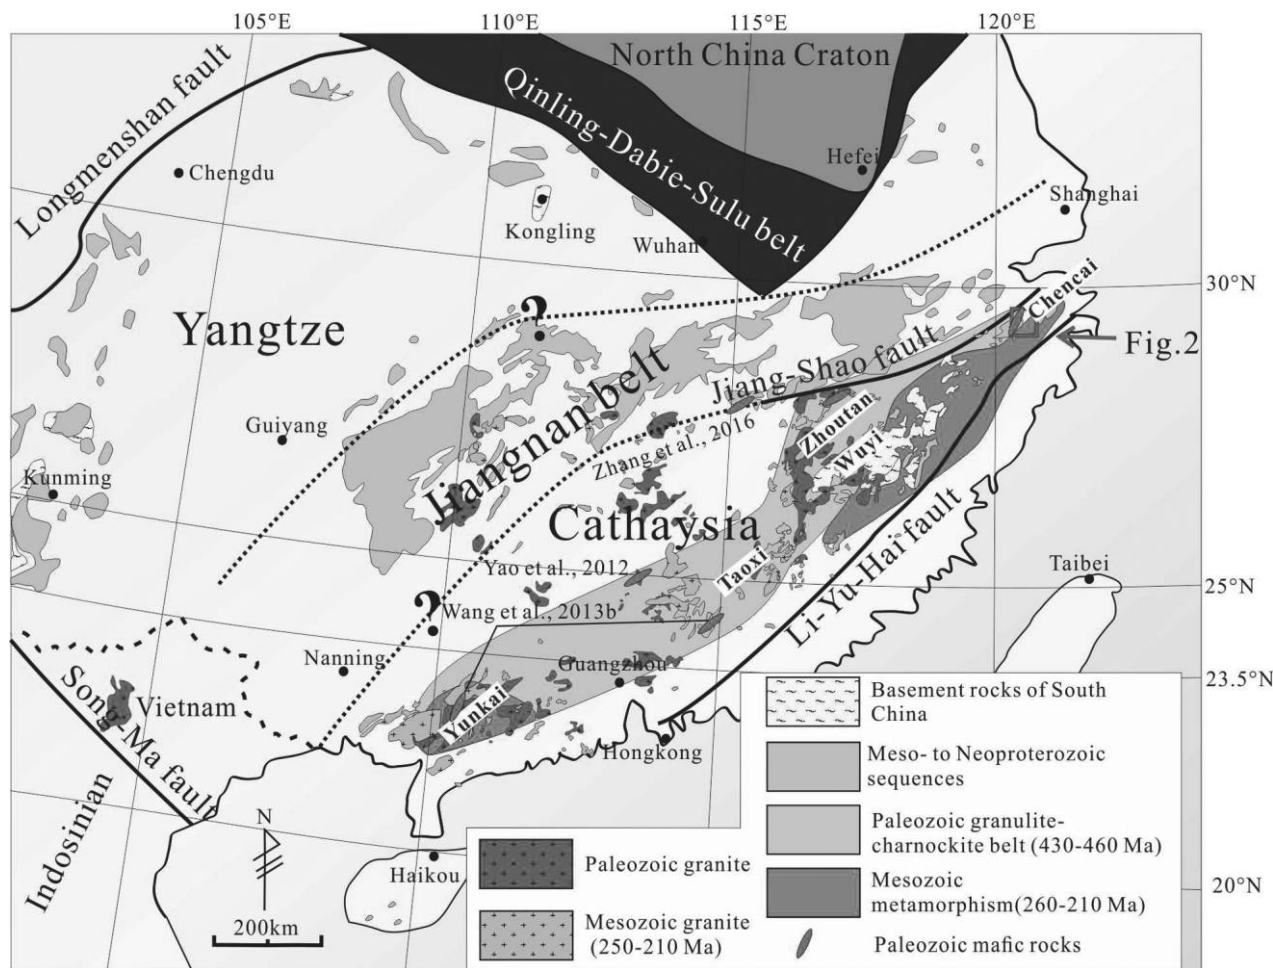 105°E
110°E
115°E
120°E
North China Craton
Longmenshan fault
Qinling-Dabie-Sulu belt
Hefei
Chengdu
Shanghai
Kongling
Wuhan
30°N
Chencai
Yangtze
?
Fig.2
Jiangnan belt
Jiang-Shao fault
Guiyang
Zhoutan
Zhang et al., 2016
Wuyi
Kunming
Cathaysia
Yao et al., 2012
Taoxi
Taibei
25°N
?
Wang et al., 2013b
Li-Yu-Hai fault
Nanning
Guangzhou
23.5°N
Song-Ma fault
Vietnam
Yunkai
Hongkong
Indosinian
N
Haikou
200km
20°N
Basement rocks of South
China
Meso- to Neoproterozoic
sequences
Paleozoic granulite-
charnockite belt (430-460 Ma)
Paleozoic granite
Mesozoic
metamorphism(260-210 Ma)
Mesozoic granite
(250-210 Ma)
Paleozoic mafic rocks